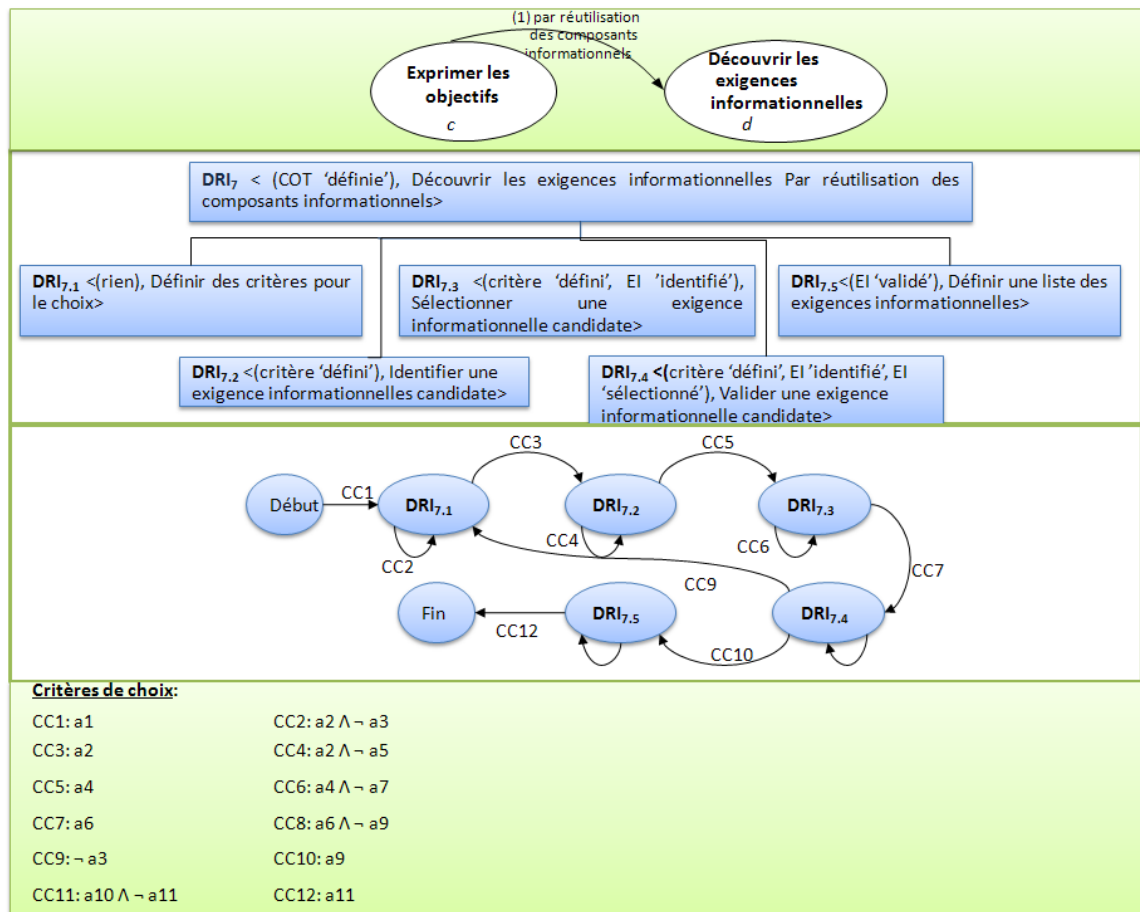 (1) par réutilisation
des composants
informationnels
Exprimer les
objectifs
c
Découvrir les
exigences
informationnelles
d
DRI7 < (COT ‘définie’), Découvrir les exigences informationnelles Par réutilisation des
composants informationnels>
DRI7.1 <(rien), Définir des critères pour
le choix>
DRI7.3 <(critère ‘défini’, EI ’identifié’),
Sélectionner une exigence
informationnelle candidate>
DRI7.5<(EI ‘validé’), Définir une liste des
exigences informationnelles>
DRI7.2 <(critère ‘défini’), Identifier une
exigence informationnelles candidate>
DRI7.4 <(critère ‘défini’, EI ’identifié’, EI
‘sélectionné’), Valider une exigence
informationnelle candidate>
CC3
CC5
Début
CC1
DRI7.1
DRI7.2
DRI7.3
CC2
CC4
CC6
CC7
CC9
Fin
CC12
DRI7.5
DRI7.4
CC10
Critères de choix:
CC1: a1
CC2: a2 Λ ¬ a3
CC3: a2
CC4: a2 Λ ¬ a5
CC5: a4
CC6: a4 Λ ¬ a7
CC7: a6
CC8: a6 Λ ¬ a9
CC9: ¬ a3
CC10: a9
CC11: a10 Λ ¬ a11
CC12: a11